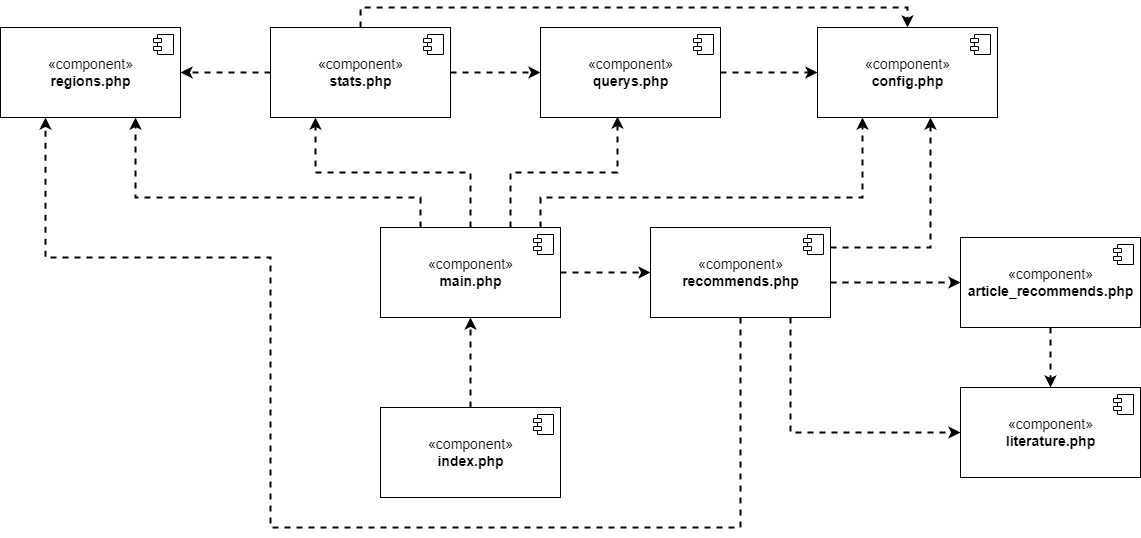 «component»
regions.php
«component»
stats.php
«component»
querys.php
«component»
config.php
«component»
main.php
«component»
recommends.php
«component»
article_recommends.php
«component»
index.php
«component»
literature.php